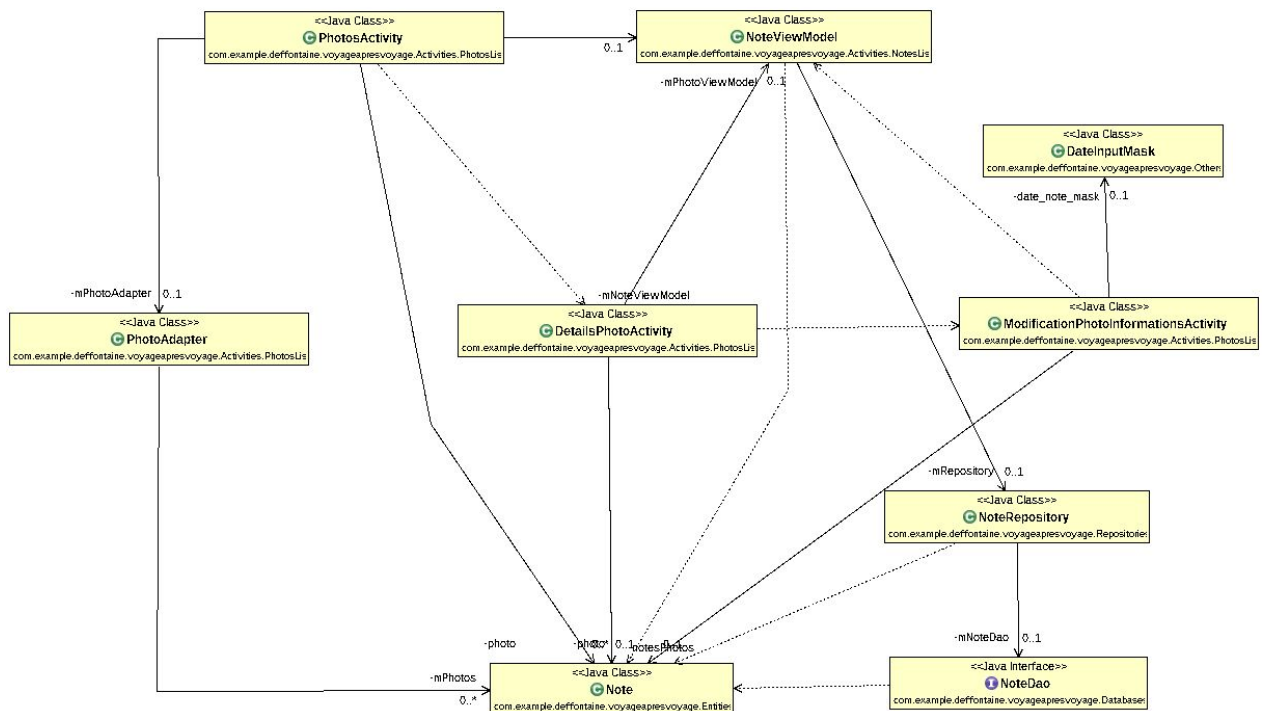 <<Java Class>>
PhotosActivity
com.example.deffontaine.voyageapresvoyage.Activities.PhotosLis
<<Java Class>>
NoteViewModel
com.example.deffontaine.voyageapresvoyage.Activities.NotesList
0..1
-mPhotoViewModel 0..1
<<Java Class>>
DateInputMask
com.example.deffontaine.voyageapresvoyage.Others
-date_note_mask 0..1
-mPhotoAdapter 0..1
-mNoteViewModel
<<Java Class>>
PhotoAdapter
com.example.deffontaine.voyageapresvoyage.Activities.PhotosLis
<<Java Class>>
DetailsPhotoActivity
com.example.deffontaine.voyageapresvoyage.Activities.PhotosLis
<<Java Class>>
ModificationPhotoInformationsActivity
com.example.deffontaine.voyageapresvoyage.Activities.PhotosLis
-mRepository 0..1
<<Java Class>>
NoteRepository
com.example.deffontaine.voyageapresvoyage.Repositories
-mNoteDao 0..1
-photo
-photo 0..* 0..1 0..1
-notesPhotos
-mPhotos
0..*
<<Java Class>>
Note
com.example.deffontaine.voyageapresvoyage.Entities
<<Java Interface>>
NoteDao
com.example.deffontaine.voyageapresvoyage.Databases